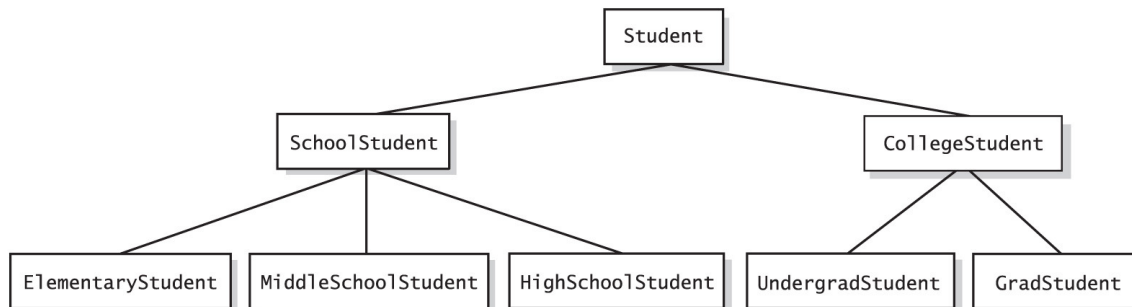 Student
SchoolStudent
CollegeStudent
ElementaryStudent
MiddleSchoolStudent
HighSchoolStudent
UndergradStudent
GradStudent